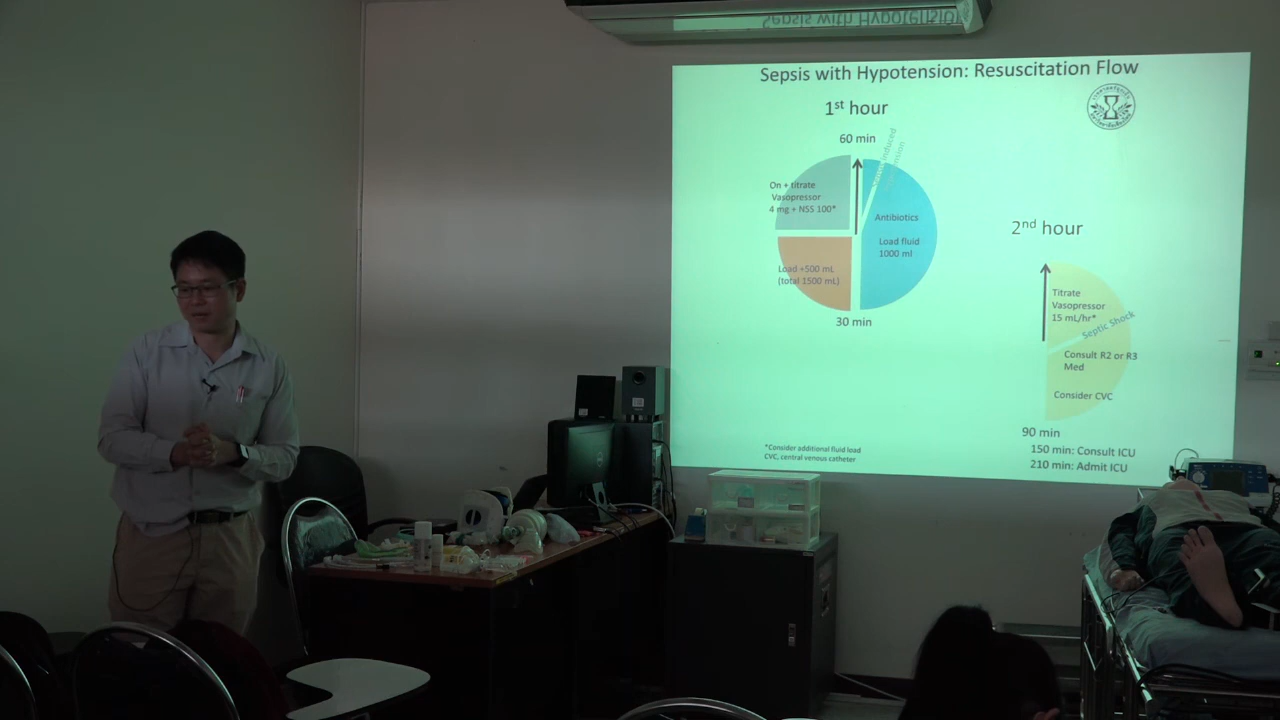 Sepsis with Hypotension
Sepsis with Hypotension: Resuscitation Flow
1st hour
60 min
On + titrate
Vasopressor
4 mg + NSS 100*
Antibiotics
Load fluid
1000 ml
Load +500 mL
(total 1500 mL)
30 min
2nd hour
Titrate
Vasopressor
15 mL/hr*
Septic Shock
Consult R2 or R3
Med
Consider CVC
90 min
150 min: Consult ICU
210 min: Admit ICU
*Consider additional fluid load
CVC, central venous catheter